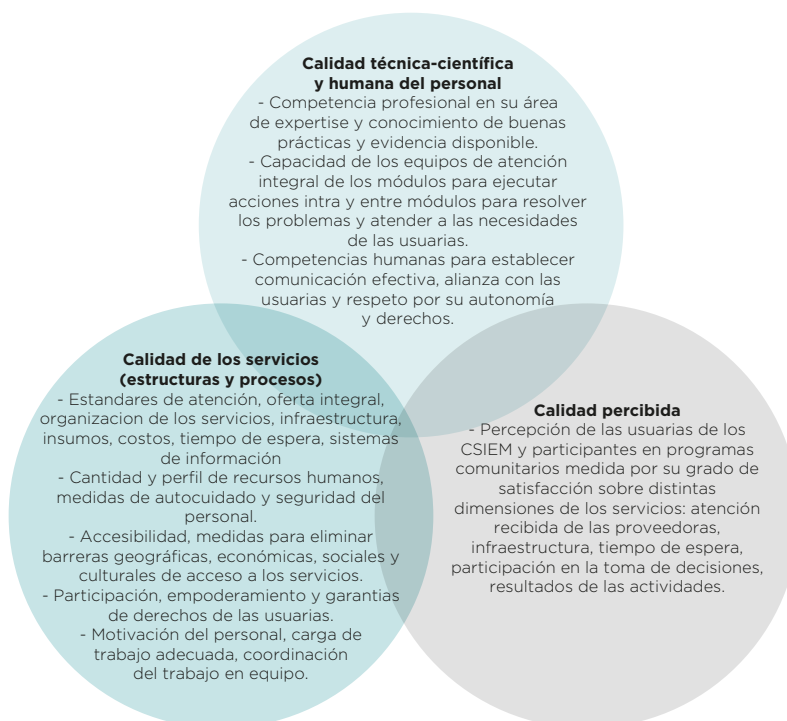 Calidad técnica-científica
y humana del personal
- Competencia profesional en su área
de expertise y conocimiento de buenas
prácticas y evidencia disponible.
- Capacidad de los equipos de atención
integral de los módulos para ejecutar
acciones intra y entre módulos para resolver
los problemas y atender a las necesidades
de las usuarias.
- Competencias humanas para establecer
comunicación efectiva, alianza con las
usuarias y respeto por su autonomía
y derechos.
Calidad de los servicios
(estructuras y procesos)
- Estandares de atención, oferta integral,
organizacion de los servicios, infraestructura,
insumos, costos, tiempo de espera, sistemas
de información
- Cantidad y perfil de recursos humanos,
medidas de autocuidado y seguridad del
personal.
- Accesibilidad, medidas para eliminar
barreras geográficas, económicas, sociales y
culturales de acceso a los servicios.
- Participación, empoderamiento y garantias
de derechos de las usuarias.
- Motivación del personal, carga de
trabajo adecuada, coordinación
del trabajo en equipo.
Calidad percibida
- Percepción de las usuarias de los
CSIEM y participantes en programas
comunitarios medida por su grado de
satisfacción sobre distintas
dimensiones de los servicios: atención
recibida de las proveedoras,
infraestructura, tiempo de espera,
participación en la toma de decisiones,
resultados de las actividades.